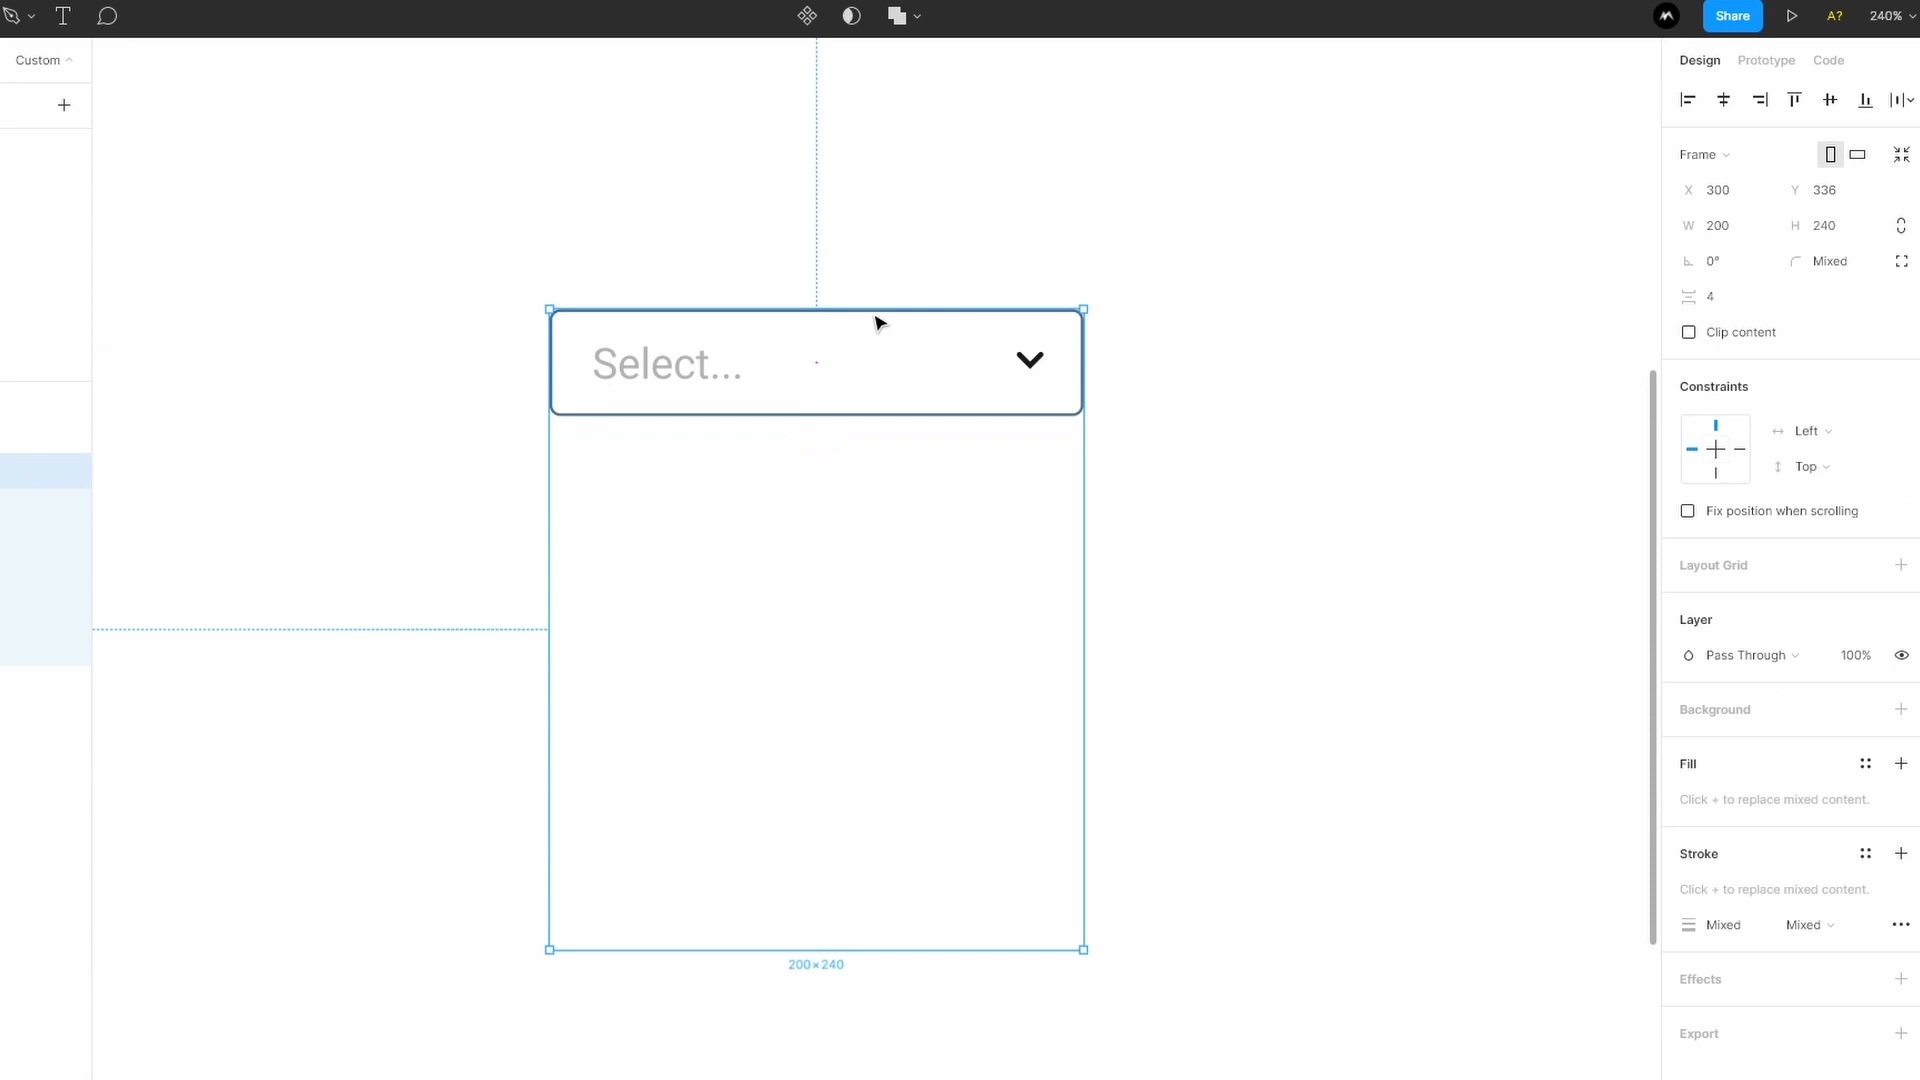 Share
A?
240%
Custom
Design Prototype Code
Frame
X 300 Y 336
W 200 H 240
0° Mixed
4
Clip content
Select...
Constraints
Left
Top
Fix position when scrolling
Layout Grid
Layer
Pass Through 100%
Background
Fill
Click + to replace mixed content.
Stroke
Click + to replace mixed content.
Mixed Mixed
200×240
Effects
Export